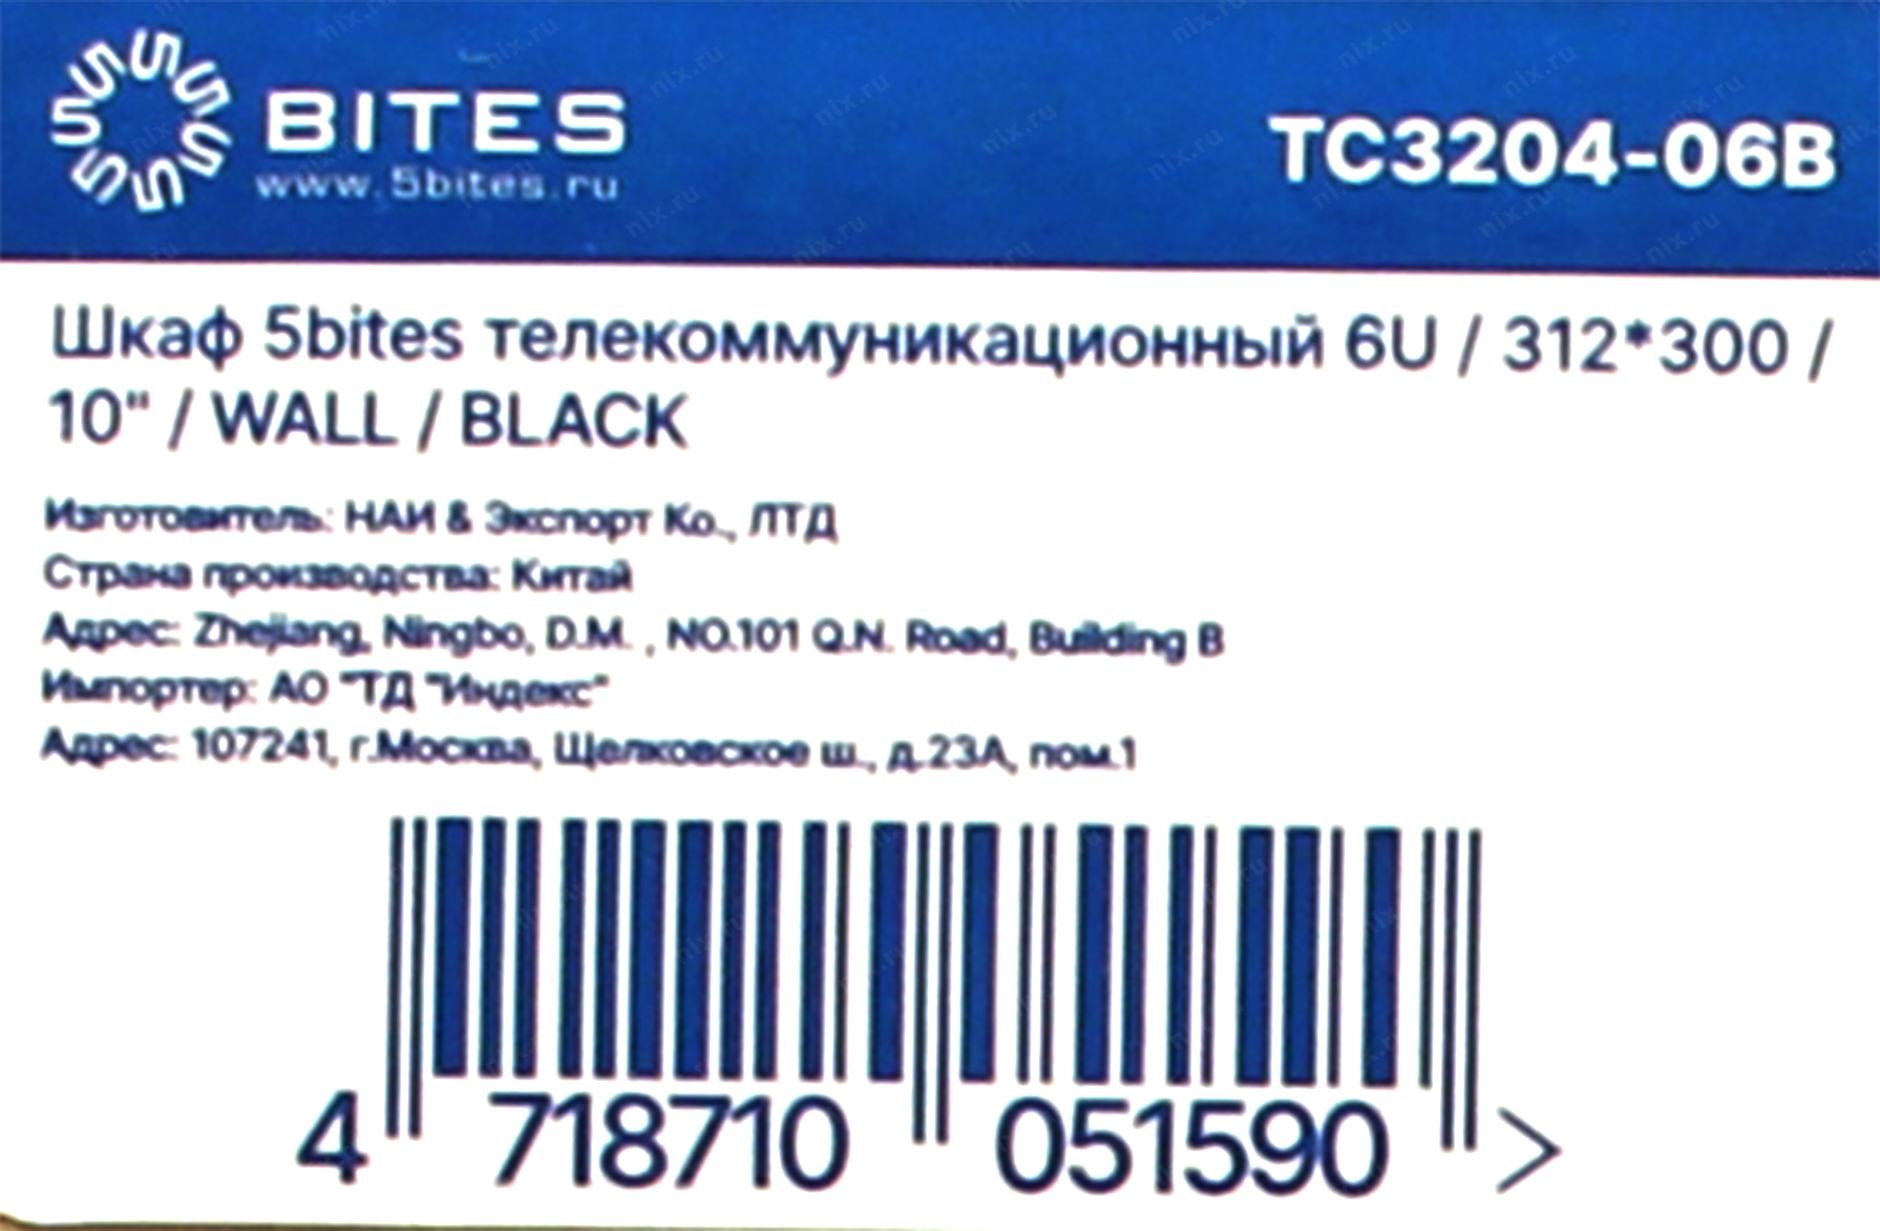 5BITES
www.5bites.ru
TC3204-06B
Шкаф 5bites телекоммуникационный 6U / 312*300 /
10" / WALL / BLACK
Изготовитель: НАИ & Экспорт Ко., ЛТД
Страна производства: Китай
Адрес: Zhejiang, Ningbo, D.M. , NO.101 Q.N. Road, Building B
Импортер: АО "ТД "Индекс"
Адрес: 107241, г.Москва, Щелковское ш., д.23А, пом.1
4 718710 051590 >